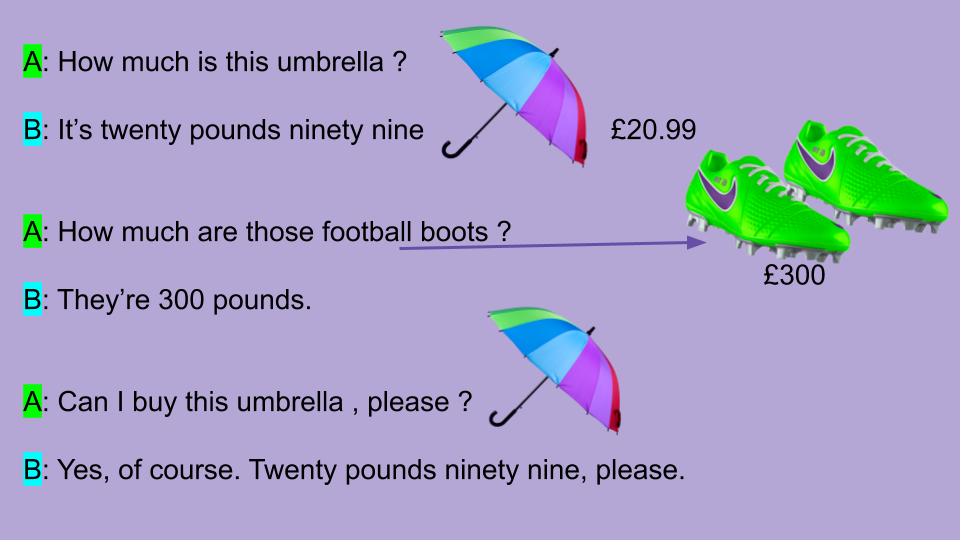 A: How much is this umbrella ?
B: It's twenty pounds ninety nine
£20.99
A: How much are those football boots ?
£300
B: They're 300 pounds.
A: Can I buy this umbrella , please ?
B: Yes, of course. Twenty pounds ninety nine, please.